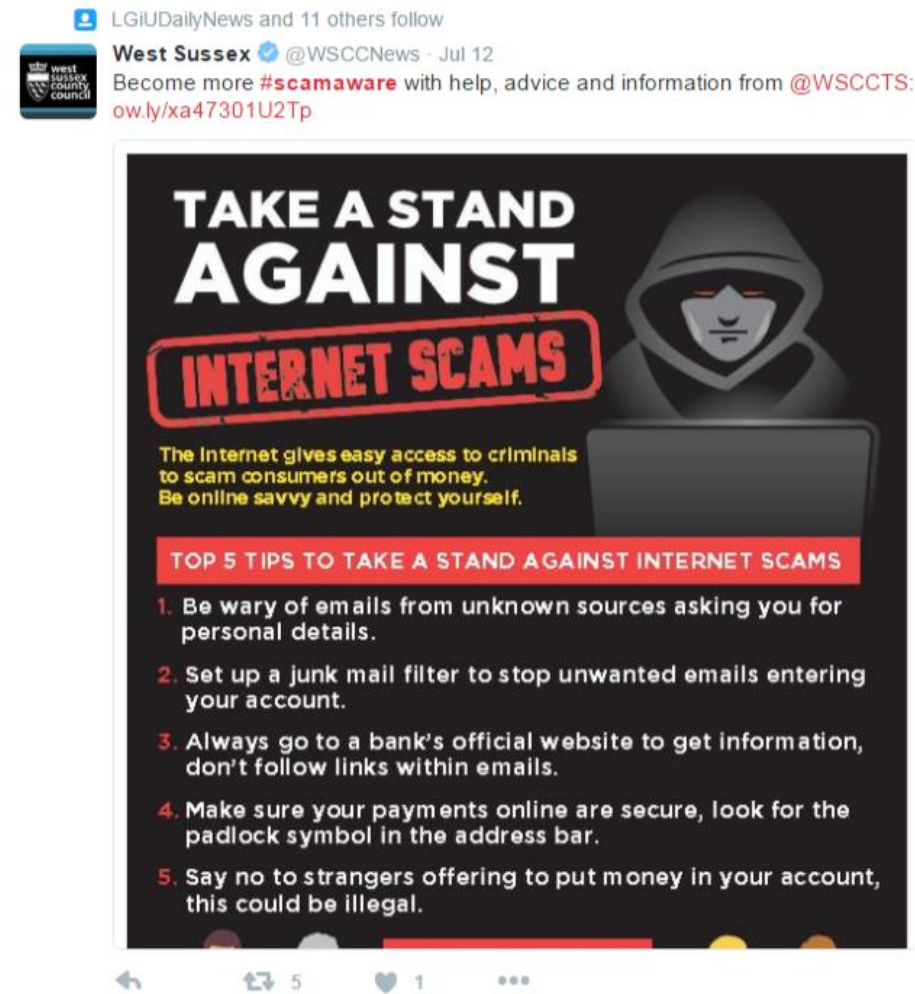 LGiUDailyNews and 11 others follow
West Sussex @WSCCNews · Jul 12
west
sussex
county
council
Become more #scamaware with help, advice and information from @WSCCTS:
ow.ly/xa47301U2Tp
TAKE A STAND
AGAINST
INTERNET SCAMS
The Internet gives easy access to criminals
to scam consumers out of money.
Be online savvy and protect yourself.
TOP 5 TIPS TO TAKE A STAND AGAINST INTERNET SCAMS
1. Be wary of emails from unknown sources asking you for
personal details.
2. Set up a junk mail filter to stop unwanted emails entering
your account.
3. Always go to a bank's official website to get information,
don't follow links within emails.
4. Make sure your payments online are secure, look for the
padlock symbol in the address bar.
5. Say no to strangers offering to put money in your account,
this could be illegal.
5 1